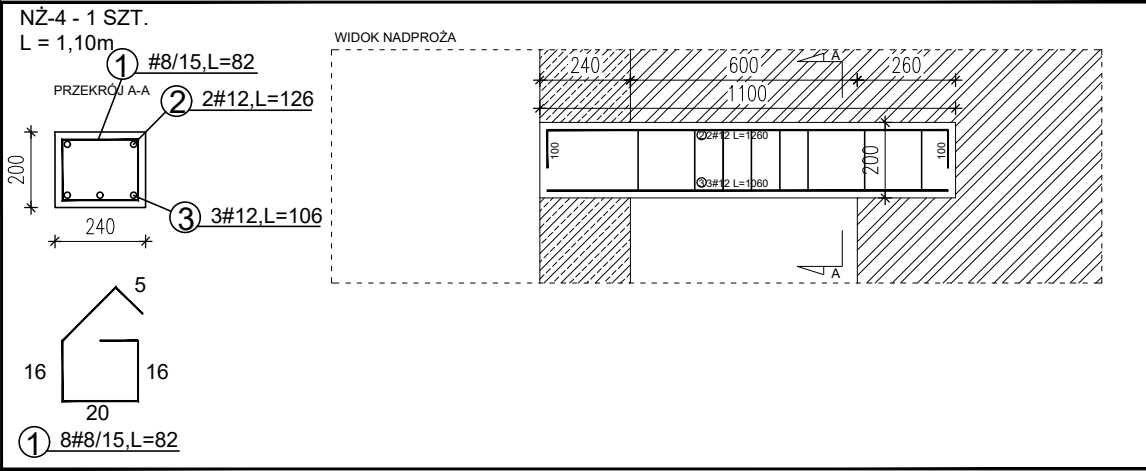 NŻ-4 - 1 SZT.
L = 1,10m
1 #8/15,L=82
PRZEKRÓJ A-A
2 2#12,L=126
200
3 3#12,L=106
240
5
16
16
20
1 8#8/15,L=82
WIDOK NADPROŻA
240
600
260
A
1100
2 2#12 L=1260
100
200
100
3 3#12 L=1060
A